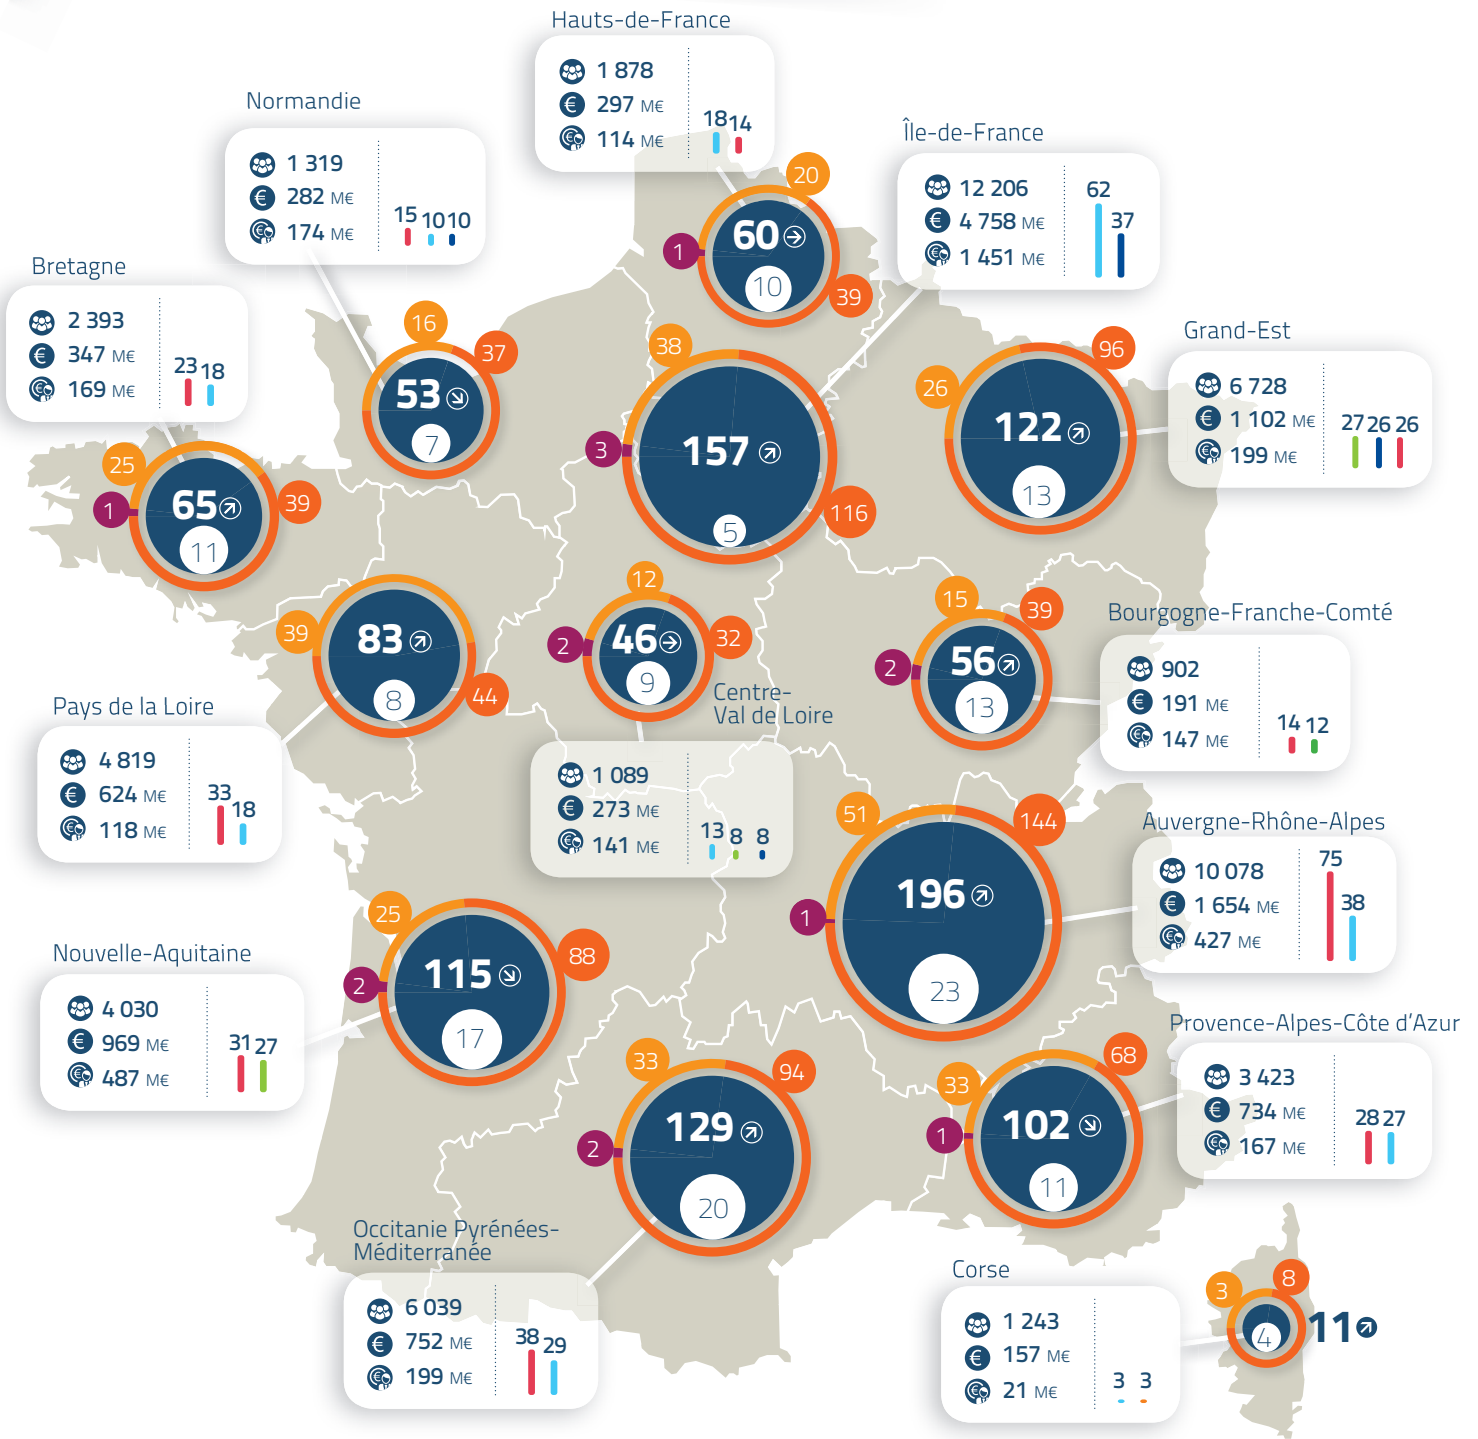 Hauts-de-France
1 878
297 M€
114 M€
18 14
Normandie
1 319
282 M€
174 M€
15 10 10
Île-de-France
12 206
4 758 M€
1 451 M€
62
37
Bretagne
2 393
347 M€
169 M€
23 18
Grand-Est
6 728
1 102 M€
199 M€
27 26 26
20
1
60
10
39
16
37
53
7
38
3
157
5
116
96
26
122
13
25
1
65
11
39
39
83
8
44
12
2
46
9
32
Centre-
Val de Loire
1 089
273 M€
141 M€
13 8 8
15
39
2
56
13
Bourgogne-Franche-Comté
902
191 M€
147 M€
14 12
Pays de la Loire
4 819
624 M€
118 M€
33
18
51
144
1
196
23
Auvergne-Rhône-Alpes
10 078
1 654 M€
427 M€
75
38
Nouvelle-Aquitaine
4 030
969 M€
487 M€
31 27
25
2
115
17
88
Provence-Alpes-Côte d'Azur
3 423
734 M€
167 M€
28 27
33
94
2
129
20
33
68
1
102
11
Occitanie Pyrénées-
Méditerranée
6 039
752 M€
199 M€
38 29
Corse
1 243
157 M€
21 M€
3 3
3
8
4
11